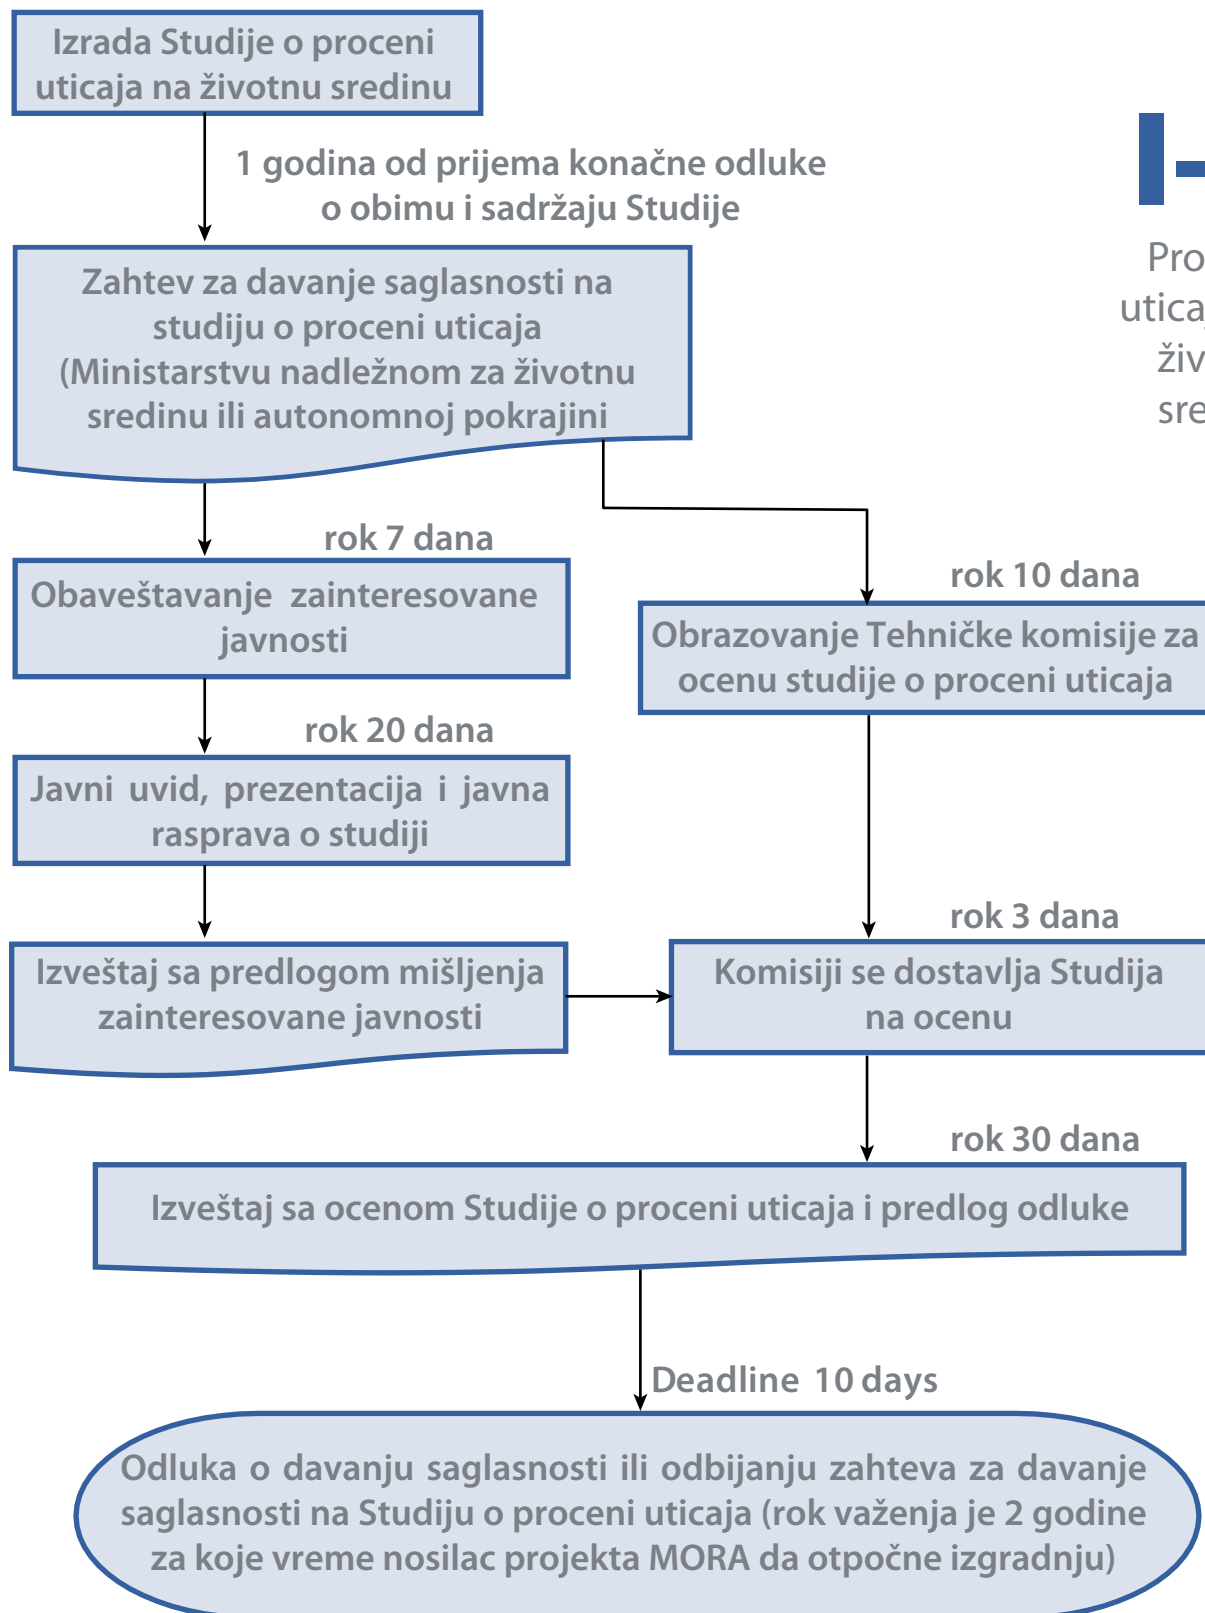 Izrada Studije o proceni
uticaja na životnu sredinu
1 godina od prijema konačne odluke
o obimu i sadržaju Studije
I-
Pro
uticaj
živ
sre
Zahtev za davanje saglasnosti na
studiju o proceni uticaja
(Ministarstvu nadležnom za životnu
sredinu ili autonomnoj pokrajini
rok 7 dana
Obaveštavanje zainteresovane
javnosti
rok 10 dana
Obrazovanje Tehničke komisije za
ocenu studije o proceni uticaja
rok 20 dana
Javni uvid, prezentacija i javna
rasprava o studiji
rok 3 dana
Izveštaj sa predlogom mišljenja
zainteresovane javnosti
Komisiji se dostavlja Studija
na ocenu
rok 30 dana
Izveštaj sa ocenom Studije o proceni uticaja i predlog odluke
Deadline 10 days
Odluka o davanju saglasnosti ili odbijanju zahteva za davanje
saglasnosti na Studiju o proceni uticaja (rok važenja je 2 godine
za koje vreme nosilac projekta MORA da otpočne izgradnju)